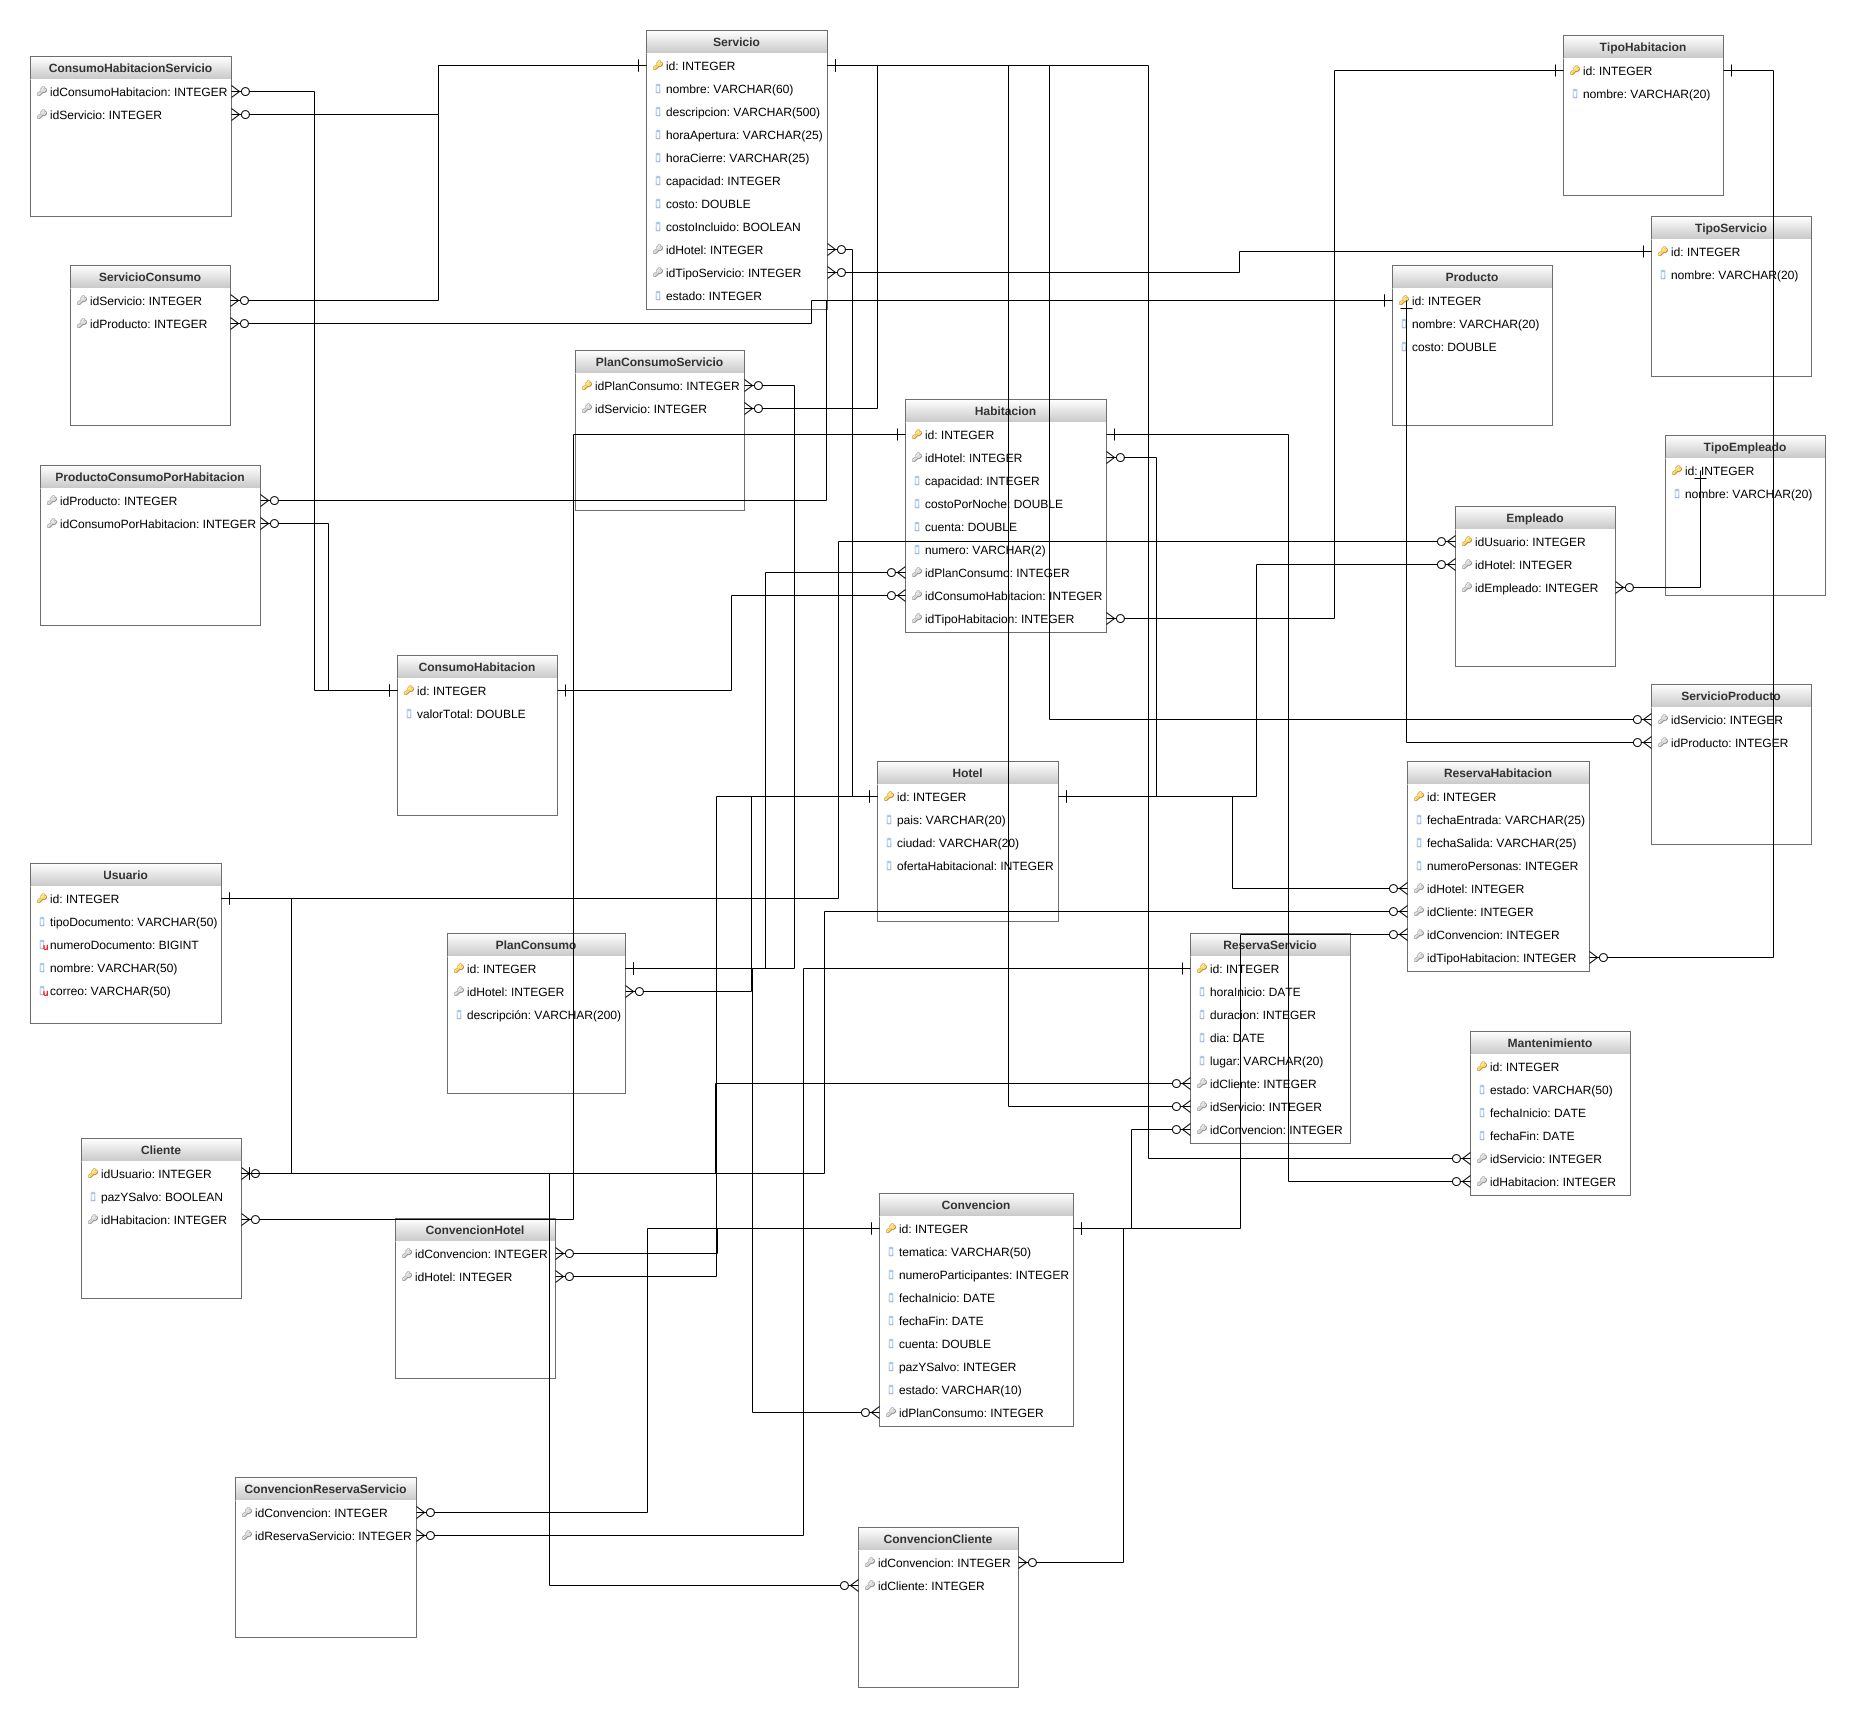 ConsumoHabitacionServicio
idConsumoHabitacion: INTEGER
idServicio: INTEGER
Servicio
id: INTEGER
nombre: VARCHAR(60)
descripcion: VARCHAR(500)
horaApertura: VARCHAR(25)
horaCierre: VARCHAR(25)
capacidad: INTEGER
costo: DOUBLE
costoIncluido: BOOLEAN
idHotel: INTEGER
idTipoServicio: INTEGER
estado: INTEGER
TipoHabitacion
id: INTEGER
nombre: VARCHAR(20)
TipoServicio
id: INTEGER
nombre: VARCHAR(20)
ServicioConsumo
idServicio: INTEGER
idProducto: INTEGER
Producto
id: INTEGER
nombre: VARCHAR(20)
costo: DOUBLE
PlanConsumoServicio
idPlanConsumo: INTEGER
idServicio: INTEGER
Habitacion
id: INTEGER
idHotel: INTEGER
capacidad: INTEGER
costoPorNoche: DOUBLE
cuenta: DOUBLE
numero: VARCHAR(2)
idPlanConsumo: INTEGER
idConsumoHabitacion: INTEGER
idTipoHabitacion: INTEGER
TipoEmpleado
id: INTEGER
nombre: VARCHAR(20)
ProductoConsumoPorHabitacion
idProducto: INTEGER
idConsumoPorHabitacion: INTEGER
Empleado
idUsuario: INTEGER
idHotel: INTEGER
idEmpleado: INTEGER
ConsumoHabitacion
id: INTEGER
valorTotal: DOUBLE
ServicioProducto
idServicio: INTEGER
idProducto: INTEGER
Hotel
id: INTEGER
pais: VARCHAR(20)
ciudad: VARCHAR(20)
ofertaHabitacional: INTEGER
ReservaHabitacion
id: INTEGER
fechaEntrada: VARCHAR(25)
fechaSalida: VARCHAR(25)
numeroPersonas: INTEGER
idHotel: INTEGER
idCliente: INTEGER
idConvencion: INTEGER
idTipoHabitacion: INTEGER
Usuario
id: INTEGER
tipoDocumento: VARCHAR(50)
numeroDocumento: BIGINT
nombre: VARCHAR(50)
correo: VARCHAR(50)
PlanConsumo
id: INTEGER
idHotel: INTEGER
descripción: VARCHAR(200)
ReservaServicio
id: INTEGER
horaInicio: DATE
duracion: INTEGER
dia: DATE
lugar: VARCHAR(20)
idCliente: INTEGER
idServicio: INTEGER
idConvencion: INTEGER
Mantenimiento
id: INTEGER
estado: VARCHAR(50)
fechaInicio: DATE
fechaFin: DATE
idServicio: INTEGER
idHabitacion: INTEGER
Cliente
idUsuario: INTEGER
pazYSalvo: BOOLEAN
idHabitacion: INTEGER
ConvencionHotel
idConvencion: INTEGER
idHotel: INTEGER
Convencion
id: INTEGER
tematica: VARCHAR(50)
numeroParticipantes: INTEGER
fechaInicio: DATE
fechaFin: DATE
cuenta: DOUBLE
pazYSalvo: INTEGER
estado: VARCHAR(10)
idPlanConsumo: INTEGER
ConvencionReservaServicio
idConvencion: INTEGER
idReservaServicio: INTEGER
ConvencionCliente
idConvencion: INTEGER
idCliente: INTEGER